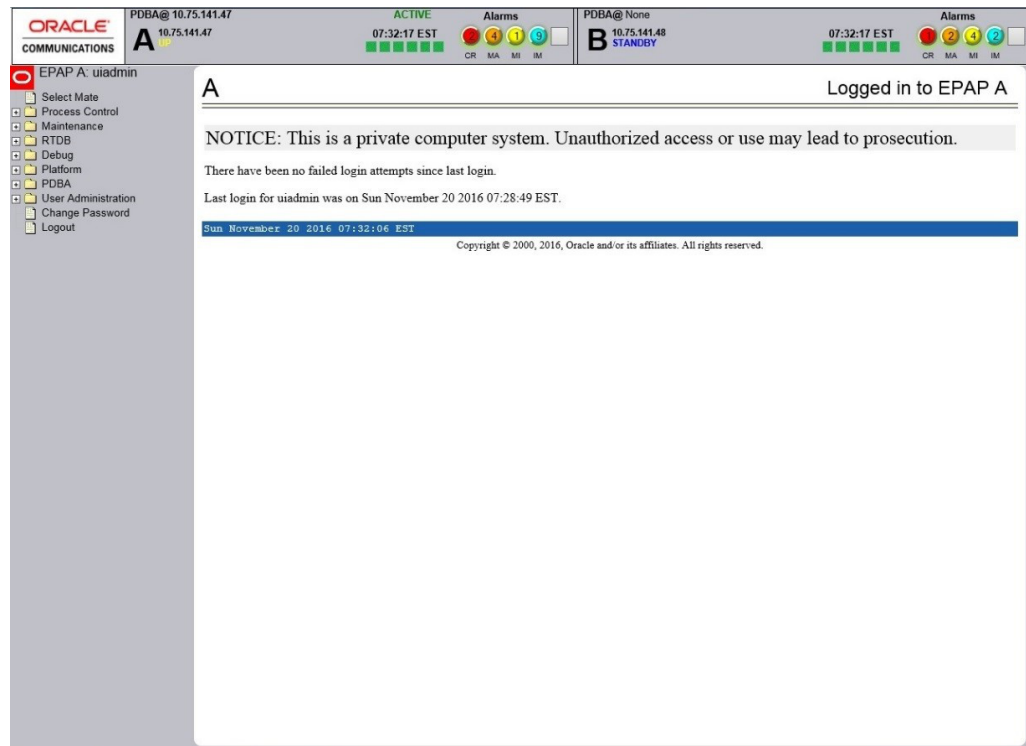 ORACLE
COMMUNICATIONS
PDBA@ 10.75.141.47
A 10.75.141.47
UP
ACTIVE
07:32:17 EST
Alarms
2 4 1 9
CR MA MI IM
PDBA@ None
B 10.75.141.48
STANDBY
07:32:17 EST
Alarms
1 2 4 2
CR MA MI IM
EPAP A: uiadmin
Select Mate
Process Control
Maintenance
RTDB
Debug
Platform
PDBA
User Administration
Change Password
Logout
A
Logged in to EPAP A
NOTICE: This is a private computer system. Unauthorized access or use may lead to prosecution.
There have been no failed login attempts since last login.
Last login for uiadmin was on Sun November 20 2016 07:28:49 EST.
Sun November 20 2016 07:32:06 EST
Copyright © 2000, 2016, Oracle and/or its affiliates. All rights reserved.